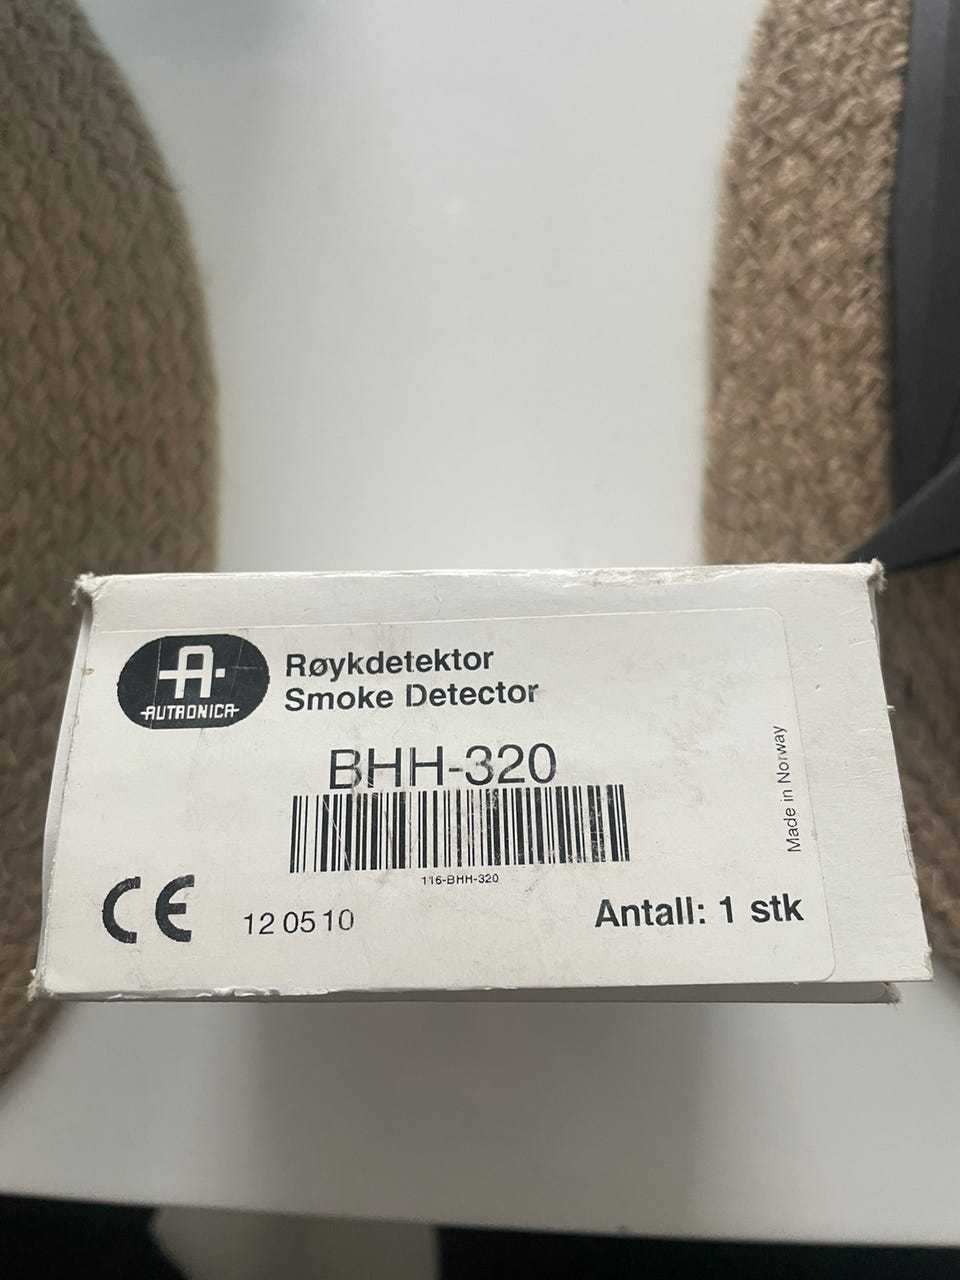 AUTRONICA
Røykdetektor
Smoke Detector
BHH-320
116-BHH-320
Made in Norway
CE
12 05 10
Antall: 1 stk